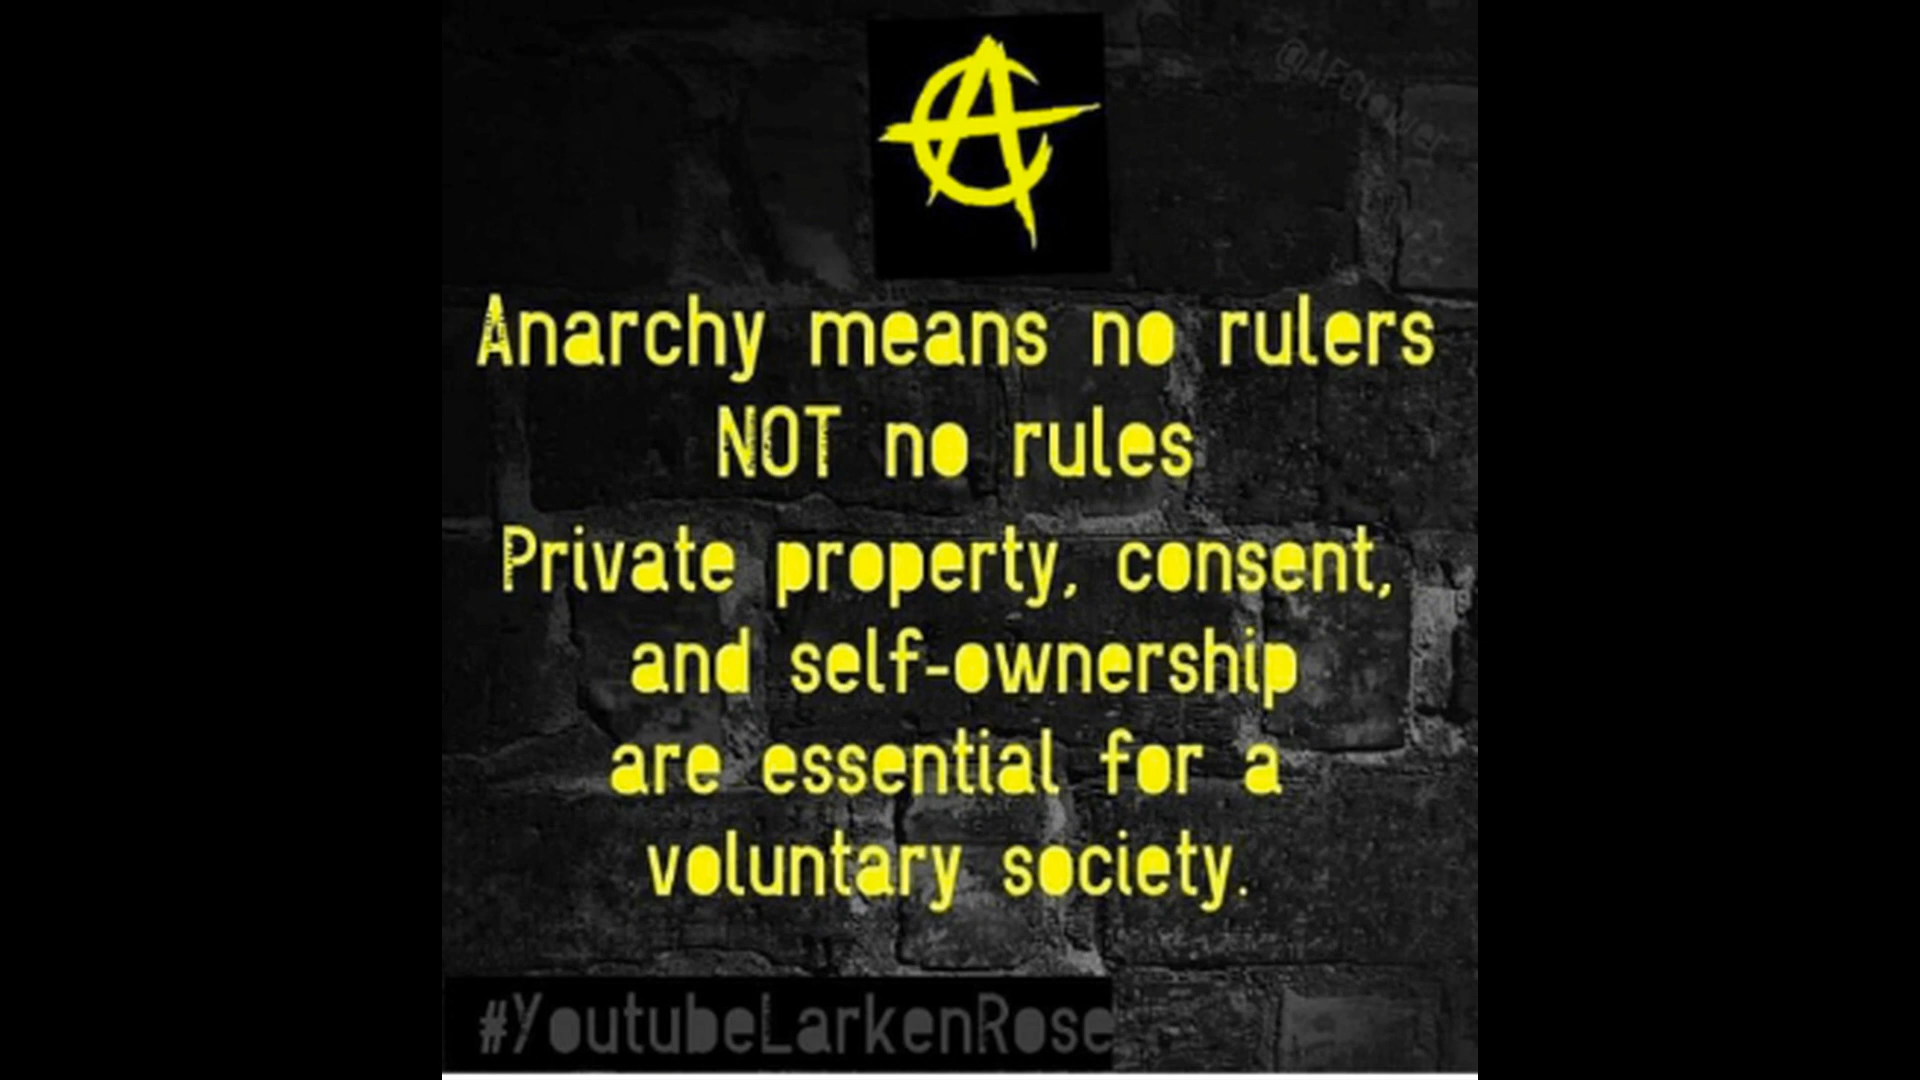 Anarchy means no rulers
NOT no rules
Private property, consent,
and self-ownership
are essential for a
voluntary society.
#YoutubeLarkenRose